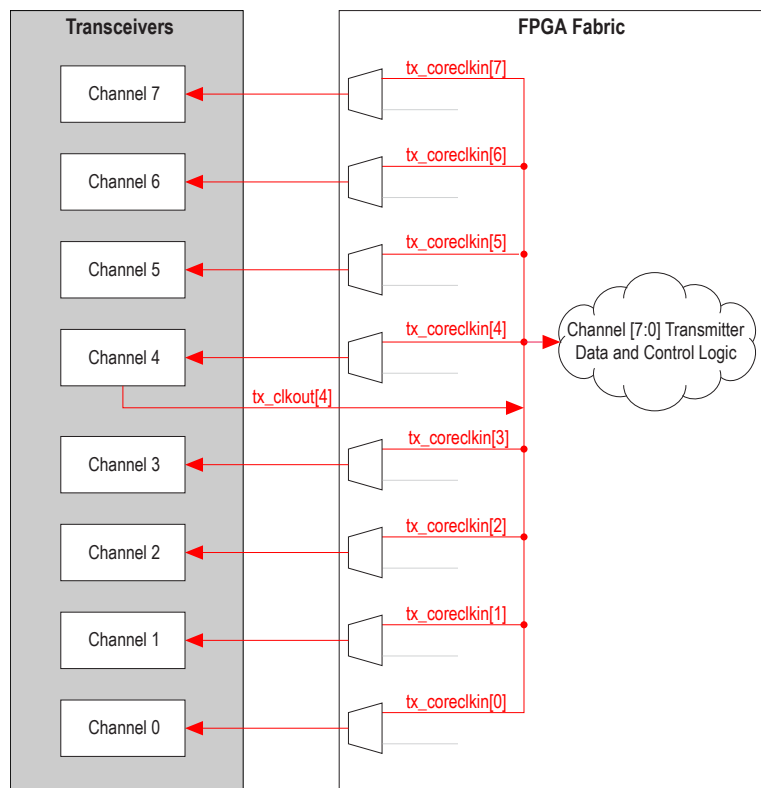 Transceivers
FPGA Fabric
Channel 7
tx_coreclkin[7]
Channel 6
tx_coreclkin[6]
Channel 5
tx_coreclkin[5]
Channel 4
tx_coreclkin[4]
Channel [7:0] Transmitter
Data and Control Logic
tx_clkout[4]
Channel 3
tx_coreclkin[3]
Channel 2
tx_coreclkin[2]
Channel 1
tx_coreclkin[1]
Channel 0
tx_coreclkin[0]